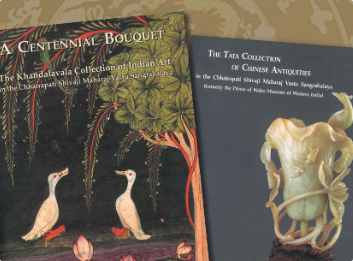 A CENTENNIAL BOUQUET
The Khandalavala Collection of Indian Art
in the Chhatrapati Shivaji Maharaj Vastu Sangrahalaya
THE TATA COLLECTION
OF CHINESE ANTIQUITIES
in the Chhatrapati Shivaji Maharaj Vastu Sangrahalaya
(formerly the Prince of Wales Museum of Western India)